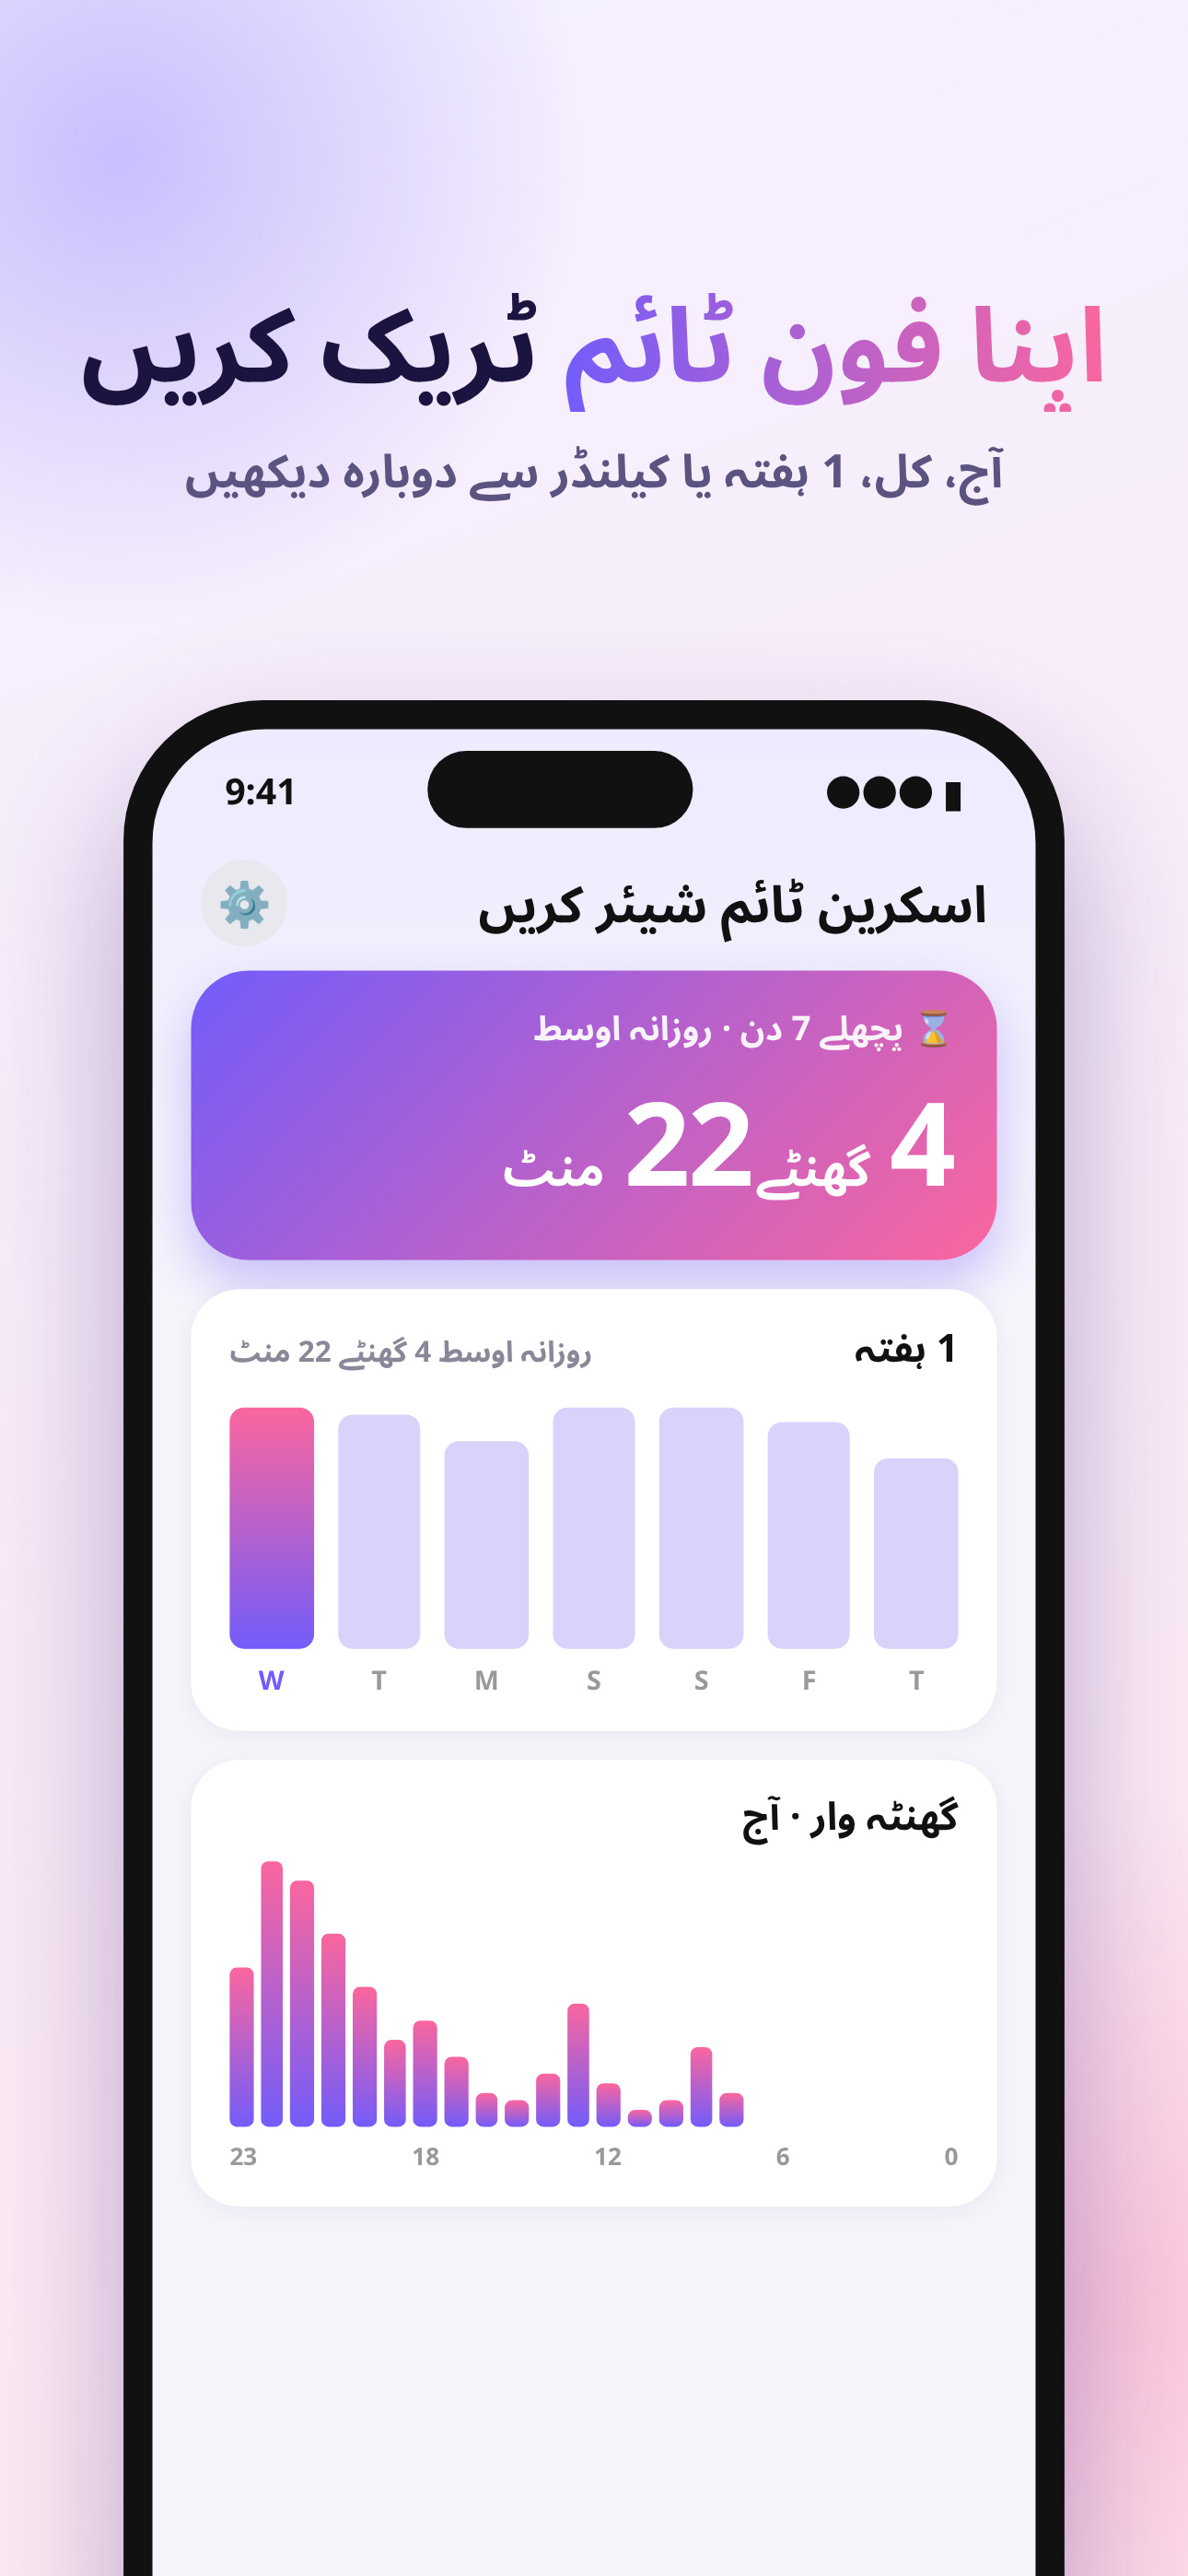 اپنا فون ٹائم ٹریک کریں
آج، کل، 1 ہفتہ یا کیلنڈر سے دوبارہ دیکھیں
9:41
اسکرین ٹائم شیئر کریں
⌛ پچھلے 7 دن · روزانہ اوسط
4 گھنٹے 22 منٹ
1 ہفتہ
روزانہ اوسط 4 گھنٹے 22 منٹ
W T M S S F T
گھنٹہ وار · آج
23 18 12 6 0